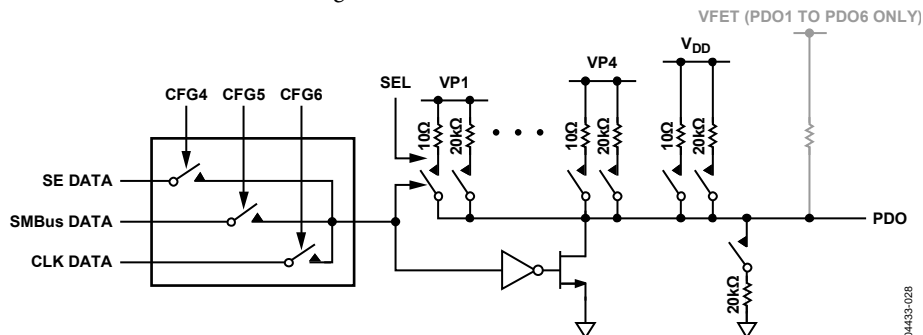 VFET (PDO1 TO PDO6 ONLY)
VDD
VP4
CFG4 CFG5 CFG6 SEL VP1
10Ω 20kΩ 10Ω 20kΩ 10Ω 20kΩ
SE DATA
SMBus DATA
PDO
CLK DATA
20kΩ
04433-028